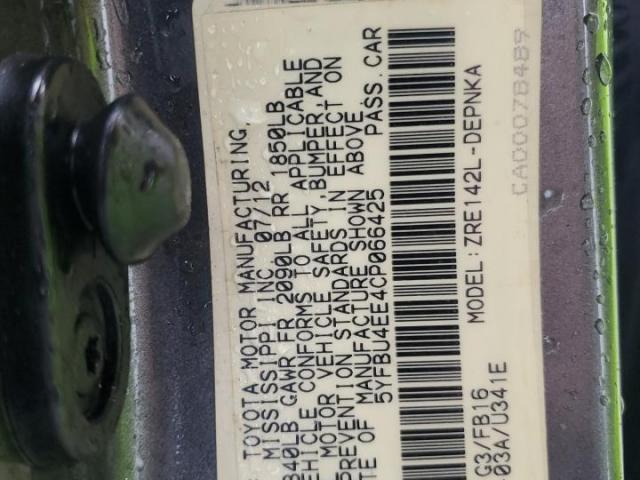 TOYOTA MOTOR MANUFACTURING,
MISSISSIPPI INC. 07/12
840LB GAWR FR 2090LB RR 1850LB
EHICLE CONFORMS TO ALL APPLICABLE
MOTOR VEHICLE SAFETY, BUMPER, AND
PREVENTION STANDARDS IN EFFECT ON
TE OF MANUFACTURE SHOWN ABOVE.
5YFBU4EE4CP066425 PASS.CAR
MODEL:ZRE142L-DEPNKA
G3/FB16
-03A/U341E
CA00078489